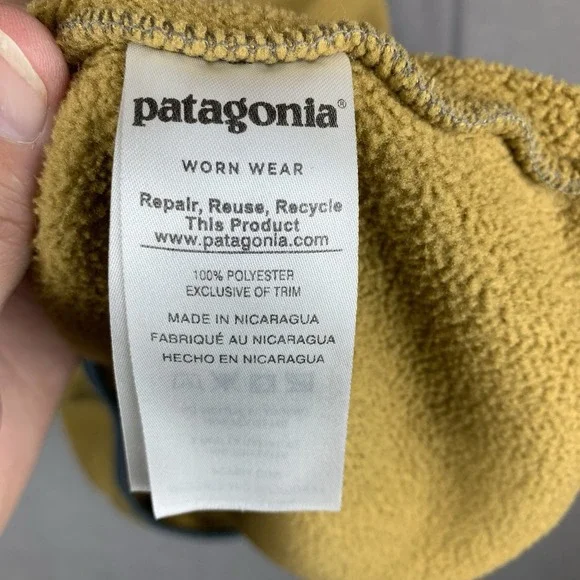 patagonia®
WORN WEAR
Repair, Reuse, Recycle
This Product
www.patagonia.com
100% POLYESTER
EXCLUSIVE OF TRIM
MADE IN NICARAGUA
FABRIQUÉ AU NICARAGUA
HECHO EN NICARAGUA